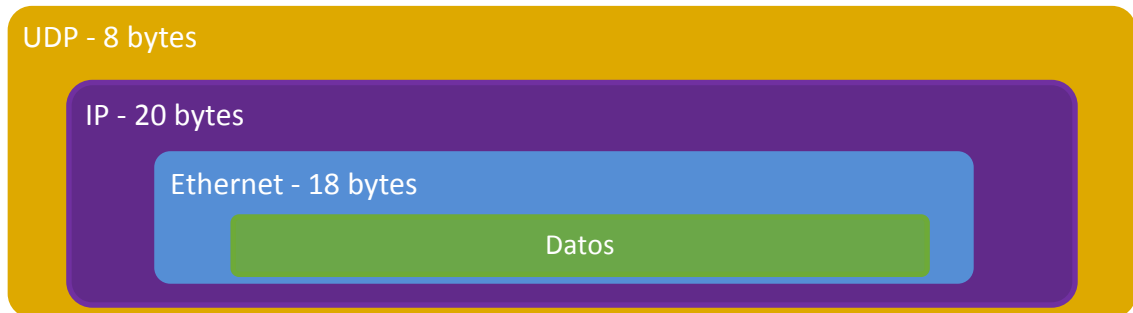 UDP - 8 bytes
IP - 20 bytes
Ethernet - 18 bytes
Datos